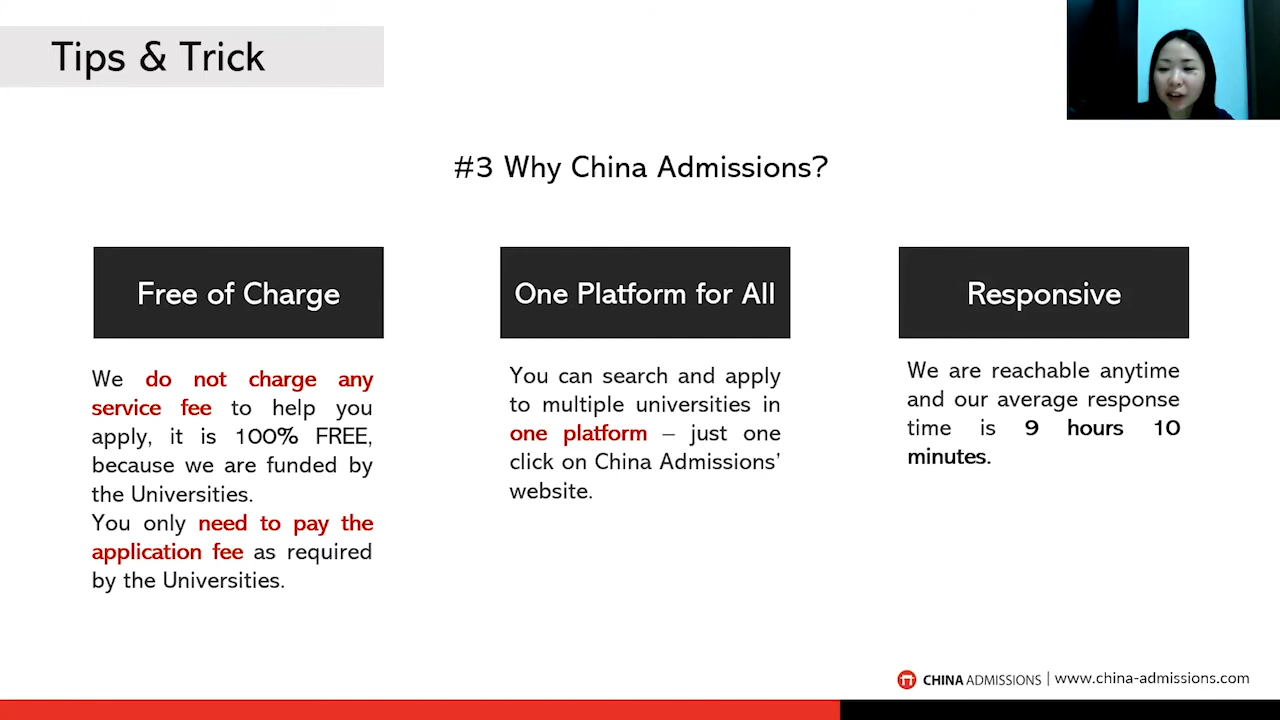 Tips & Trick
#3 Why China Admissions?
Free of Charge
We do not charge any
service fee to help you
apply, it is 100% FREE,
because we are funded by
the Universities.
You only need to pay the
application fee as required
by the Universities.
One Platform for All
You can search and apply
to multiple universities in
one platform – just one
click on China Admissions’
website.
Responsive
We are reachable anytime
and our average response
time is 9 hours 10
minutes.
CHINA ADMISSIONS | www.china-admissions.com